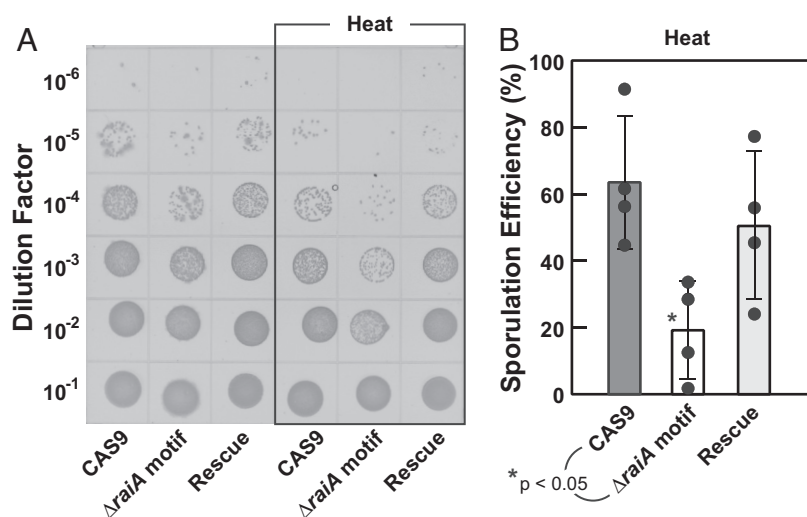 A
Heat
10-6
10-5
10-4
10-3
10-2
10-1
Dilution Factor
CAS9
ΔraiA motif
Rescue
CAS9
ΔraiA motif
Rescue
B
Heat
100
80
60
40
20
0
Sporulation Efficiency (%)
*
CAS9
ΔraiA motif
Rescue
*p < 0.05